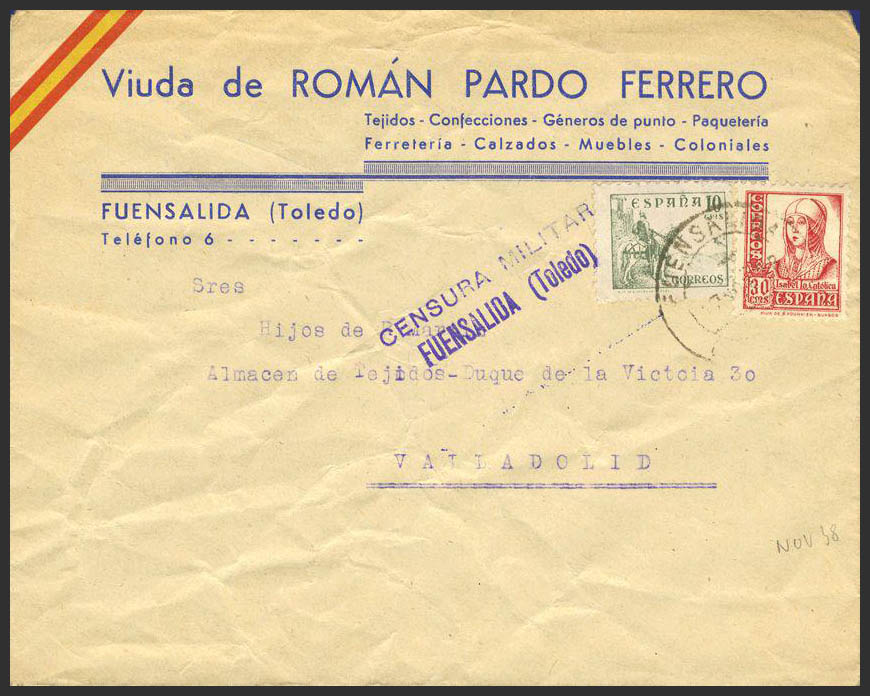 Viuda de ROMÁN PARDO FERRERO
Tejidos - Confecciones - Géneros de punto - Paquetería
Ferretería - Calzados - Muebles - Coloniales
FUENSALIDA (Toledo)
Teléfono 6 - - - - - - -
ESPAÑA 10
CTS
CORREOS
CORREOS
30
CTS
Isabel la Católica
ESPAÑA
CENSURA MILITAR
FUENSALIDA (Toledo)
Sres
Hijos de
Almacen de Tejidos-Duque de la Victoia 30
VALLADOLID
NOV 38